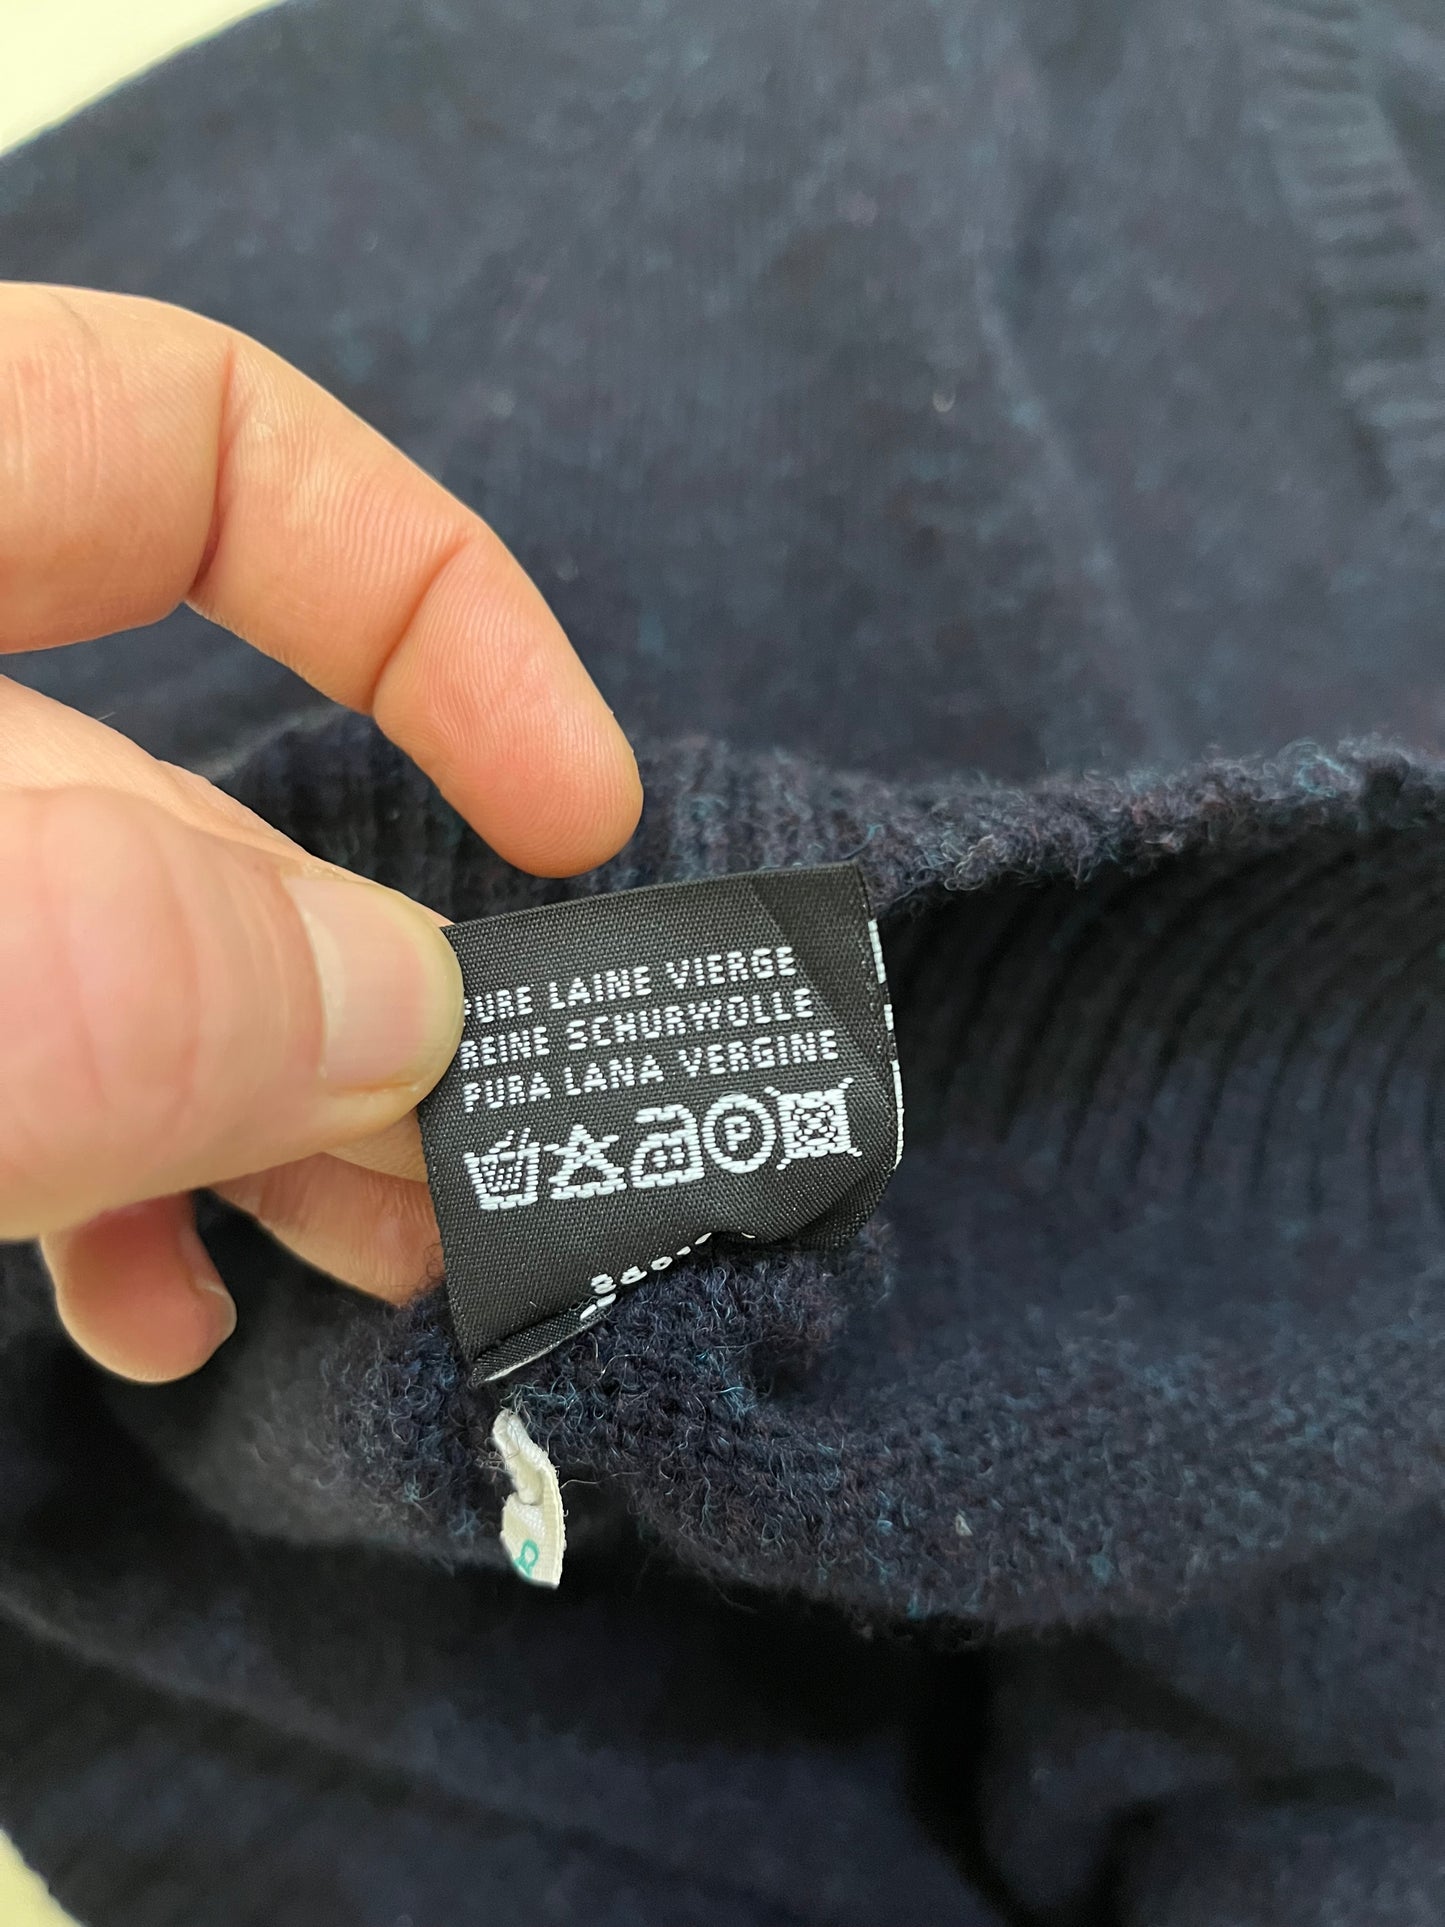 PURE LAINE VIERGE
REINE SCHURWOLLE
PURA LANA VERGINE
P